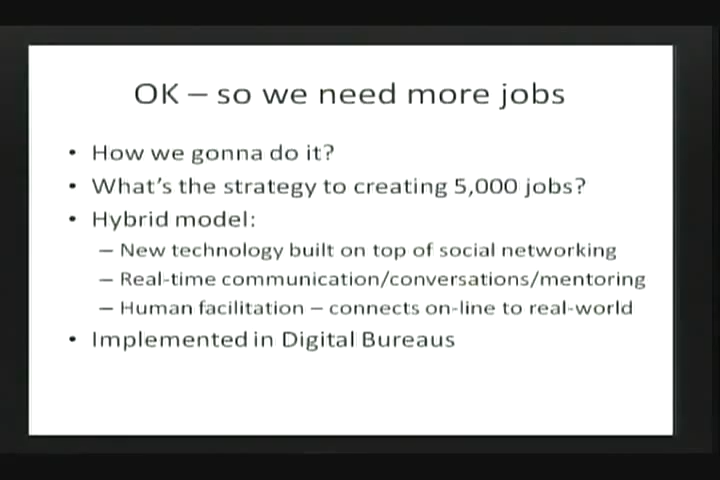 OK – so we need more jobs
• How we gonna do it?
• What's the strategy to creating 5,000 jobs?
• Hybrid model:
– New technology built on top of social networking
– Real-time communication/conversations/mentoring
– Human facilitation – connects on-line to real-world
• Implemented in Digital Bureaus